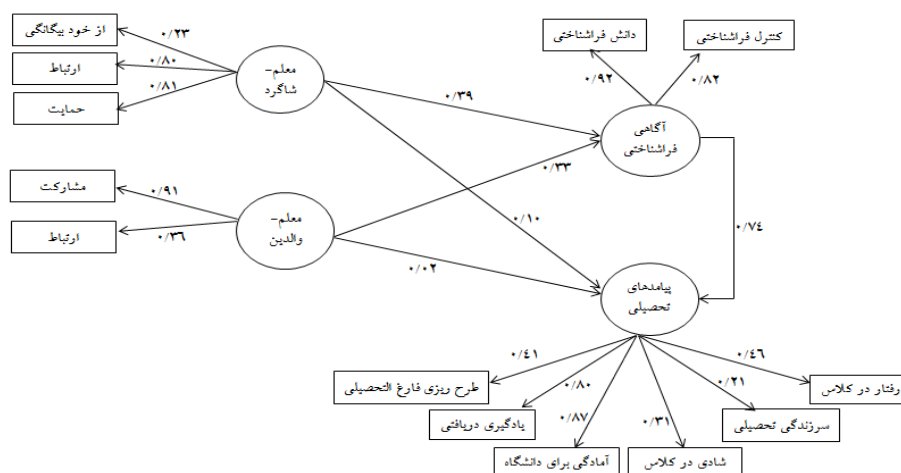 از خود بیگانگی
ارتباط
حمایت
۰/۲۳
۰/۸۰
۰/۸۱
معلم-
شاگرد
دانش فراشناختی
کنترل فراشناختی
۰/۹۲
۰/۸۲
۰/۳۹
آگاهی
فراشناختی
۰/۳۳
مشارکت
ارتباط
۰/۹۱
۰/۳۶
معلم-
والدین
۰/۱۰
۰/۰۲
۰/۷٤
پیامدهای
تحصیلی
۰/٤۱
۰/۸۰
۰/۸۷
۰/۳۱
۰/۲۱
۰/٤٦
طرح ریزی فارغ التحصیلی
یادگیری دریافتی
آمادگی برای دانشگاه
شادی در کلاس
سرزندگی تحصیلی
رفتار در کلاس